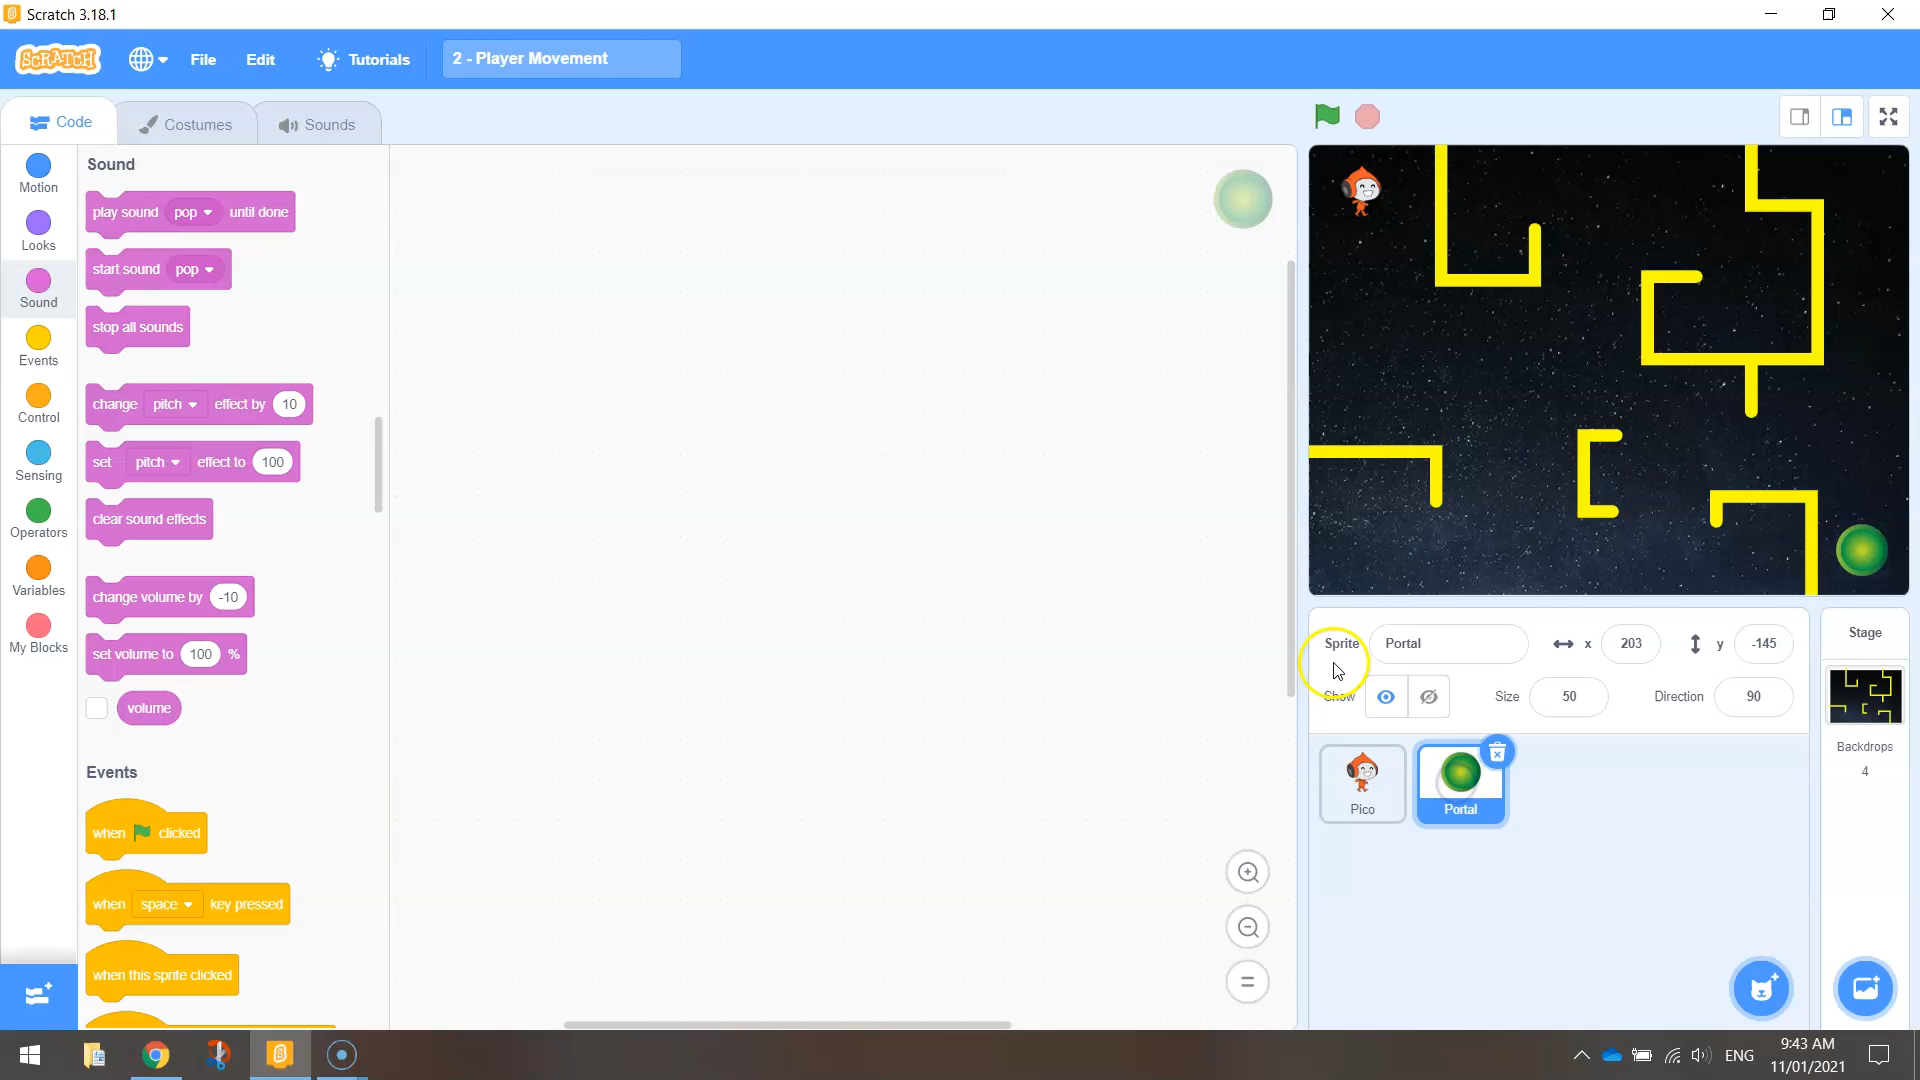 Scratch 3.18.1
SCRATCH File Edit Tutorials 2 - Player Movement
Code Costumes Sounds
Motion
Looks
Sound
Events
Control
Sensing
Operators
Variables
My Blocks
Sound
play sound pop until done
start sound pop
stop all sounds
change pitch effect by 10
set pitch effect to 100
clear sound effects
change volume by -10
set volume to 100 %
volume
Events
when clicked
when space key pressed
when this sprite clicked
Sprite Portal x 203 y -145
Show Size 50 Direction 90
Pico
Portal
Stage
Backdrops
4
ENG
9:43 AM
11/01/2021